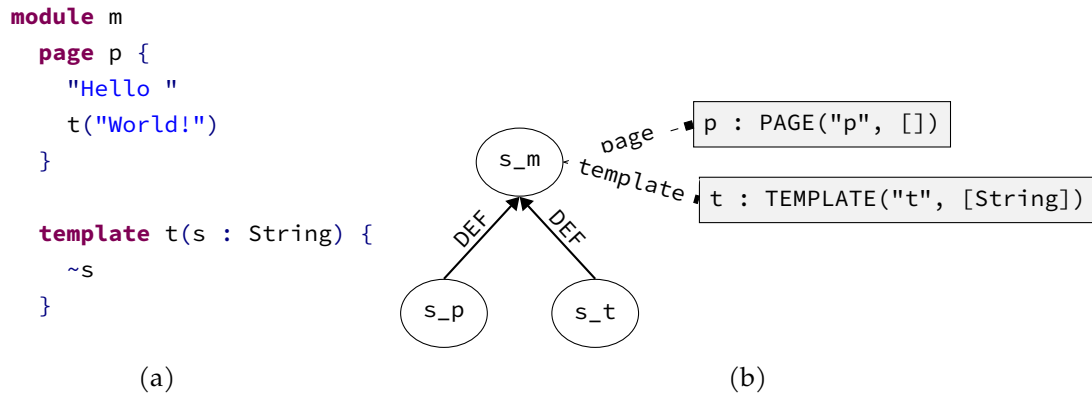 module m
page p {
"Hello "
t("World!")
}
template t(s : String) {
~s
}
(a)
s_m
page
p : PAGE("p", [])
template
t : TEMPLATE("t", [String])
DEF
DEF
s_p
s_t
(b)